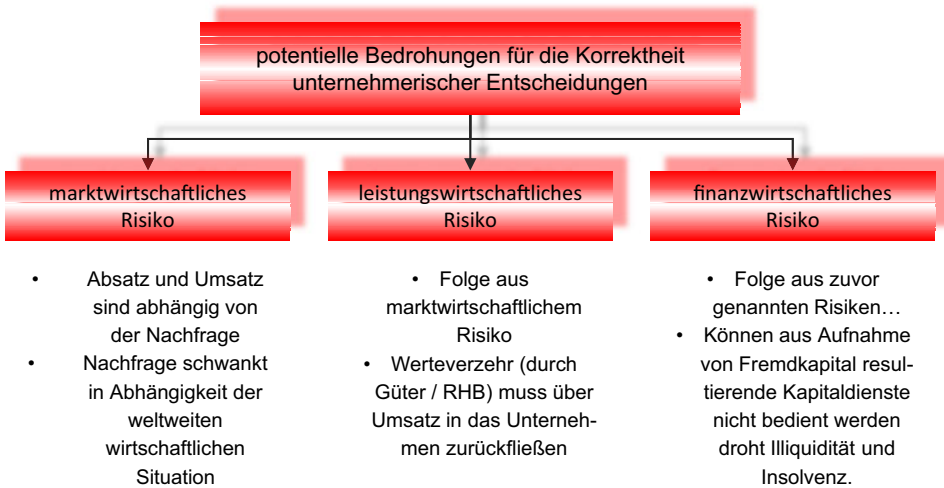 potentielle Bedrohungen für die Korrektheit
unternehmerischer Entscheidungen
marktwirtschaftliches
Risiko
• Absatz und Umsatz
sind abhängig von
der Nachfrage
• Nachfrage schwankt
in Abhängigkeit der
weltweiten
wirtschaftlichen
Situation
leistungswirtschaftliches
Risiko
• Folge aus
marktwirtschaftlichem
Risiko
• Werteverzehr (durch
Güter / RHB) muss über
Umsatz in das Unterneh-
men zurückfließen
finanzwirtschaftliches
Risiko
• Folge aus zuvor
genannten Risiken…
• Können aus Aufnahme
von Fremdkapital resul-
tierende Kapitaldienste
nicht bedient werden
droht Illiquidität und
Insolvenz.